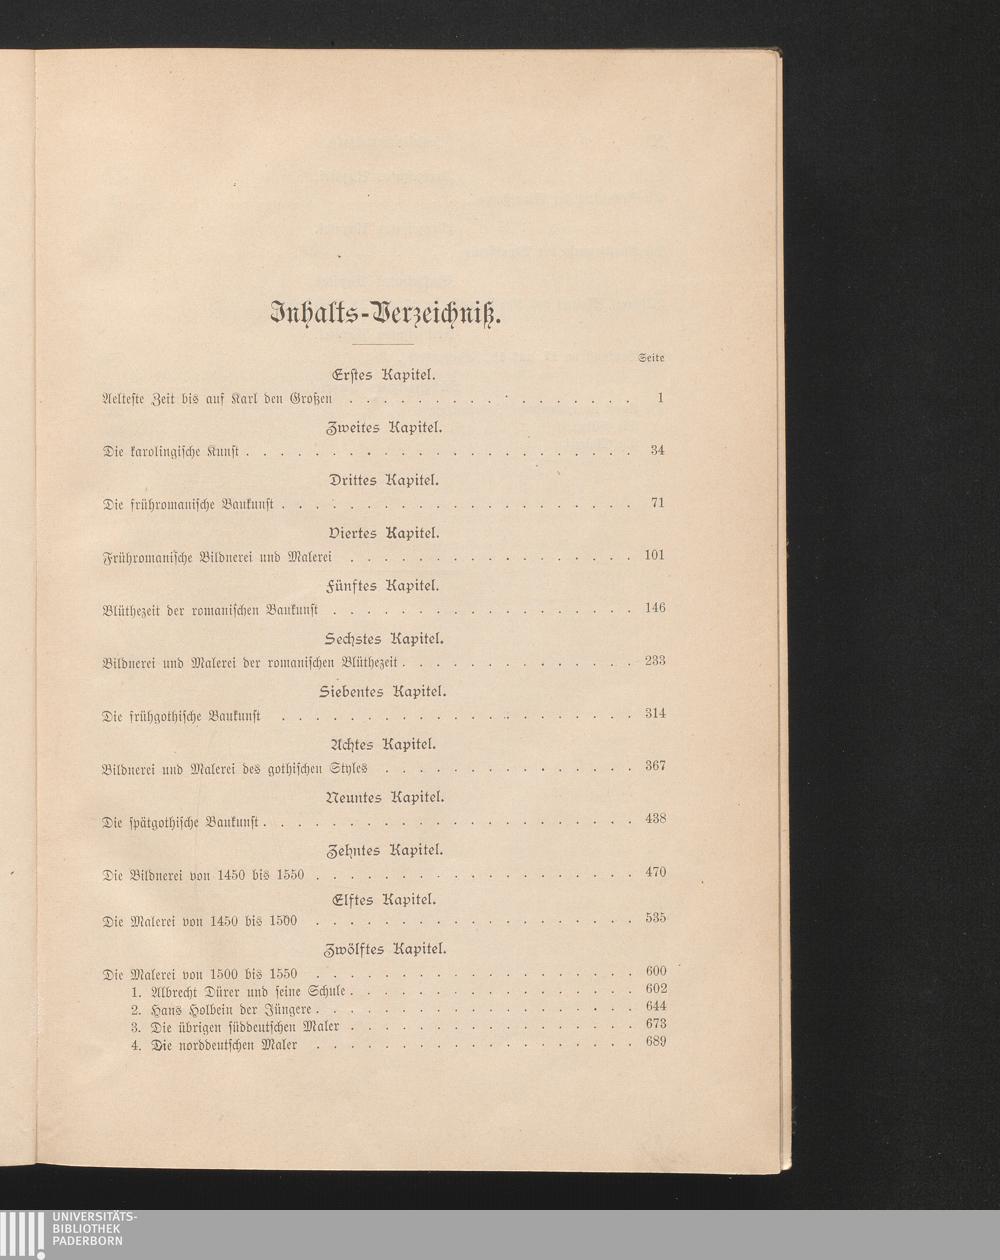 Inhalts-Verzeichniß.
Seite
Erstes Kapitel.
Aelteste Zeit bis auf Karl den Großen . . . . . . . . . . . . . . . . . 1
Zweites Kapitel.
Die karolingische Kunst . . . . . . . . . . . . . . . . . . . . . . . 34
Drittes Kapitel.
Die frühromanische Baukunst . . . . . . . . . . . . . . . . . . . . . 71
Viertes Kapitel.
Frühromanische Bildnerei und Malerei . . . . . . . . . . . . . . . . . 101
Fünftes Kapitel.
Blüthezeit der romanischen Baukunst . . . . . . . . . . . . . . . . . . 146
Sechstes Kapitel.
Bildnerei und Malerei der romanischen Blüthezeit . . . . . . . . . . . . . . 233
Siebentes Kapitel.
Die frühgothische Baukunst . . . . . . . . . . . . . . . . . . . . . 314
Achtes Kapitel.
Bildnerei und Malerei des gothischen Styles . . . . . . . . . . . . . . . 367
Neuntes Kapitel.
Die spätgothische Baukunst . . . . . . . . . . . . . . . . . . . . . . 438
Zehntes Kapitel.
Die Bildnerei von 1450 bis 1550 . . . . . . . . . . . . . . . . . . . 470
Elftes Kapitel.
Die Malerei von 1450 bis 1500 . . . . . . . . . . . . . . . . . . . 535
Zwölftes Kapitel.
Die Malerei von 1500 bis 1550 . . . . . . . . . . . . . . . . . . . 600
1. Albrecht Dürer und seine Schule . . . . . . . . . . . . . . . . . 602
2. Hans Holbein der Jüngere . . . . . . . . . . . . . . . . . . . 644
3. Die übrigen süddeutschen Maler . . . . . . . . . . . . . . . . . 673
4. Die norddeutschen Maler . . . . . . . . . . . . . . . . . . . 689
UNIVERSITÄTS-
BIBLIOTHEK
PADERBORN